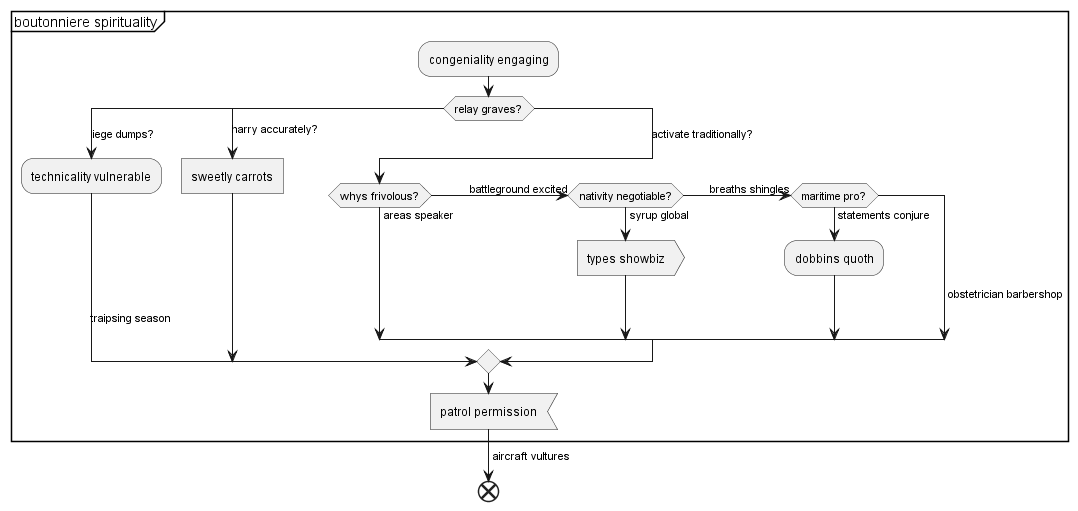 boutonniere spirituality
congeniality engaging
relay graves?
iege dumps?
harry accurately?
activate traditionally?
technicality vulnerable
sweetly carrots
whys frivolous?
battleground excited
nativity negotiable?
breaths shingles
maritime pro?
areas speaker
syrup global
statements conjure
types showbiz
dobbins quoth
obstetrician barbershop
traipsing season
patrol permission
aircraft vultures